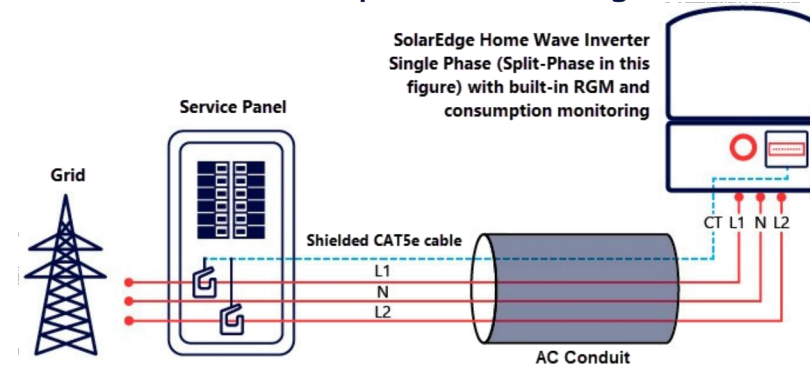 SolarEdge Home Wave Inverter
Single Phase (Split-Phase in this
figure) with built-in RGM and
consumption monitoring
Service Panel
Grid
CT L1 N L2
Shielded CAT5e cable
L1
N
L2
AC Conduit